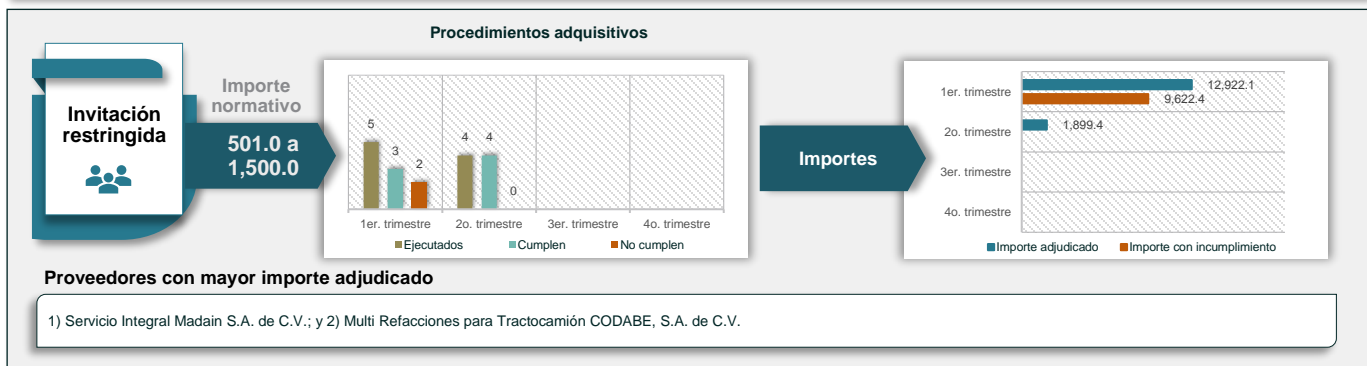 Procedimientos adquisitivos
Invitación
restringida
Importe
normativo
501.0 a
1,500.0
5
3
2
4
4
0
1er. trimestre
2o. trimestre
3er. trimestre
4o. trimestre
Ejecutados
Cumplen
No cumplen
Importes
1er. trimestre
12,922.1
9,622.4
2o. trimestre
1,899.4
3er. trimestre
4o. trimestre
Importe adjudicado
Importe con incumplimiento
Proveedores con mayor importe adjudicado
1) Servicio Integral Madain S.A. de C.V.; y 2) Multi Refacciones para Tractocamión CODABE, S.A. de C.V.